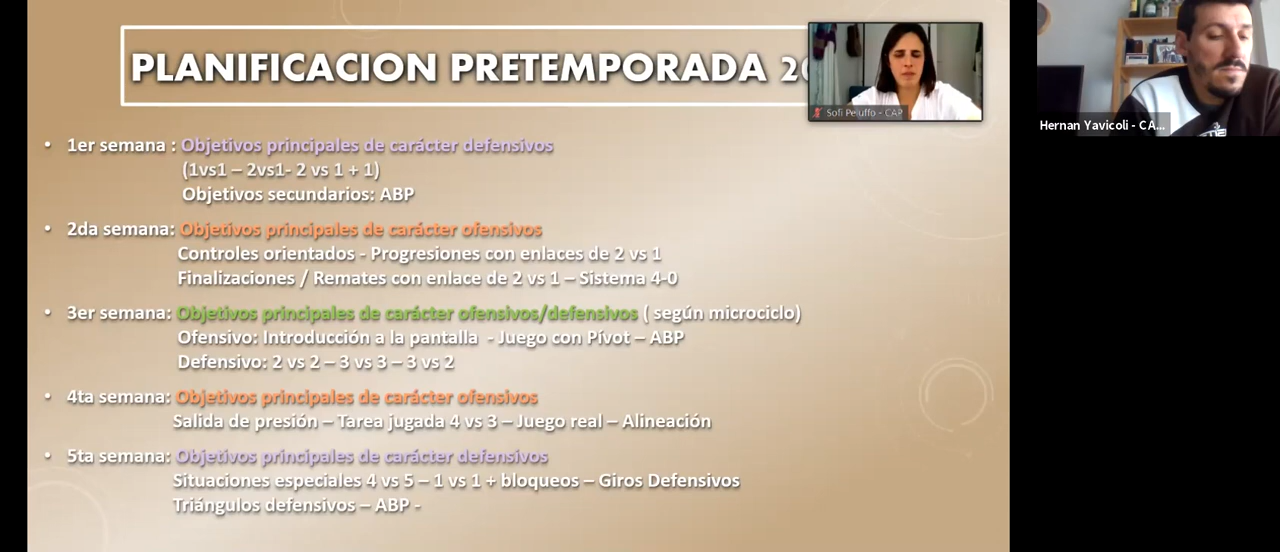 PLANIFICACION PRETEMPORADA
Sofi Peluffo - CAP
Hernan Yavicoli - CA...
• 1er semana : Objetivos principales de carácter defensivos
(1vs1 – 2vs1- 2 vs 1 + 1)
Objetivos secundarios: ABP
• 2da semana: Objetivos principales de carácter ofensivos
Controles orientados - Progresiones con enlaces de 2 vs 1
Finalizaciones / Remates con enlace de 2 vs 1 – Sistema 4-0
• 3er semana: Objetivos principales de carácter ofensivos/defensivos ( según microciclo)
Ofensivo: Introducción a la pantalla - Juego con Pívot – ABP
Defensivo: 2 vs 2 – 3 vs 3 – 3 vs 2
• 4ta semana: Objetivos principales de carácter ofensivos
Salida de presión – Tarea jugada 4 vs 3 – Juego real – Alineación
• 5ta semana: Objetivos principales de carácter defensivos
Situaciones especiales 4 vs 5 – 1 vs 1 + bloqueos – Giros Defensivos
Triángulos defensivos – ABP -